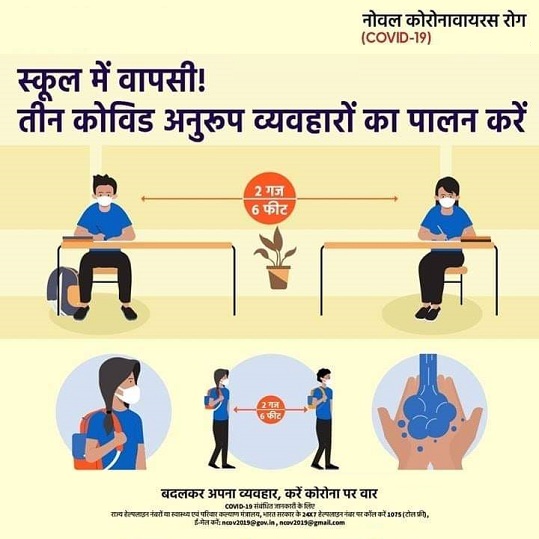 नोवल कोरोनावायरस रोग
(COVID-19)
स्कूल में वापसी!
तीन कोविड अनुरूप व्यवहारों का पालन करें
2 गज़
6 फीट
2 गज़
6 फीट
बदलकर अपना व्यवहार, करें कोरोना पर वार
COVID-19 संबंधित जानकारी के लिए
राज्य हेल्पलाइन नंबरों या स्वास्थ्य एवं परिवार कल्याण मंत्रालय, भारत सरकार के 24X7 हेल्पलाइन नंबर पर कॉल करें 1075 (टोल फ्री),
ई-मेल करें: ncov2019@gov.in , ncov2019@gmail.com